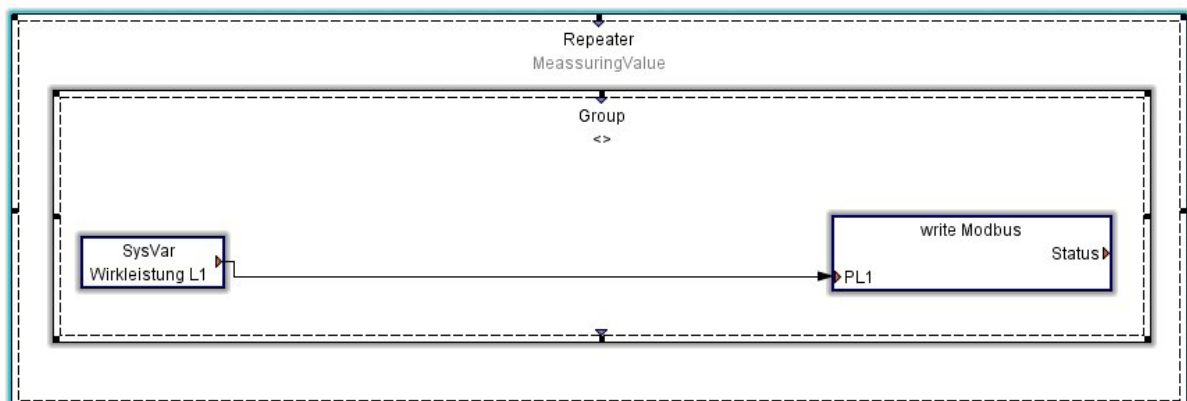 Repeater
MeassuringValue
Group
<>
SysVar
Wirkleistung L1
write Modbus
Status
PL1